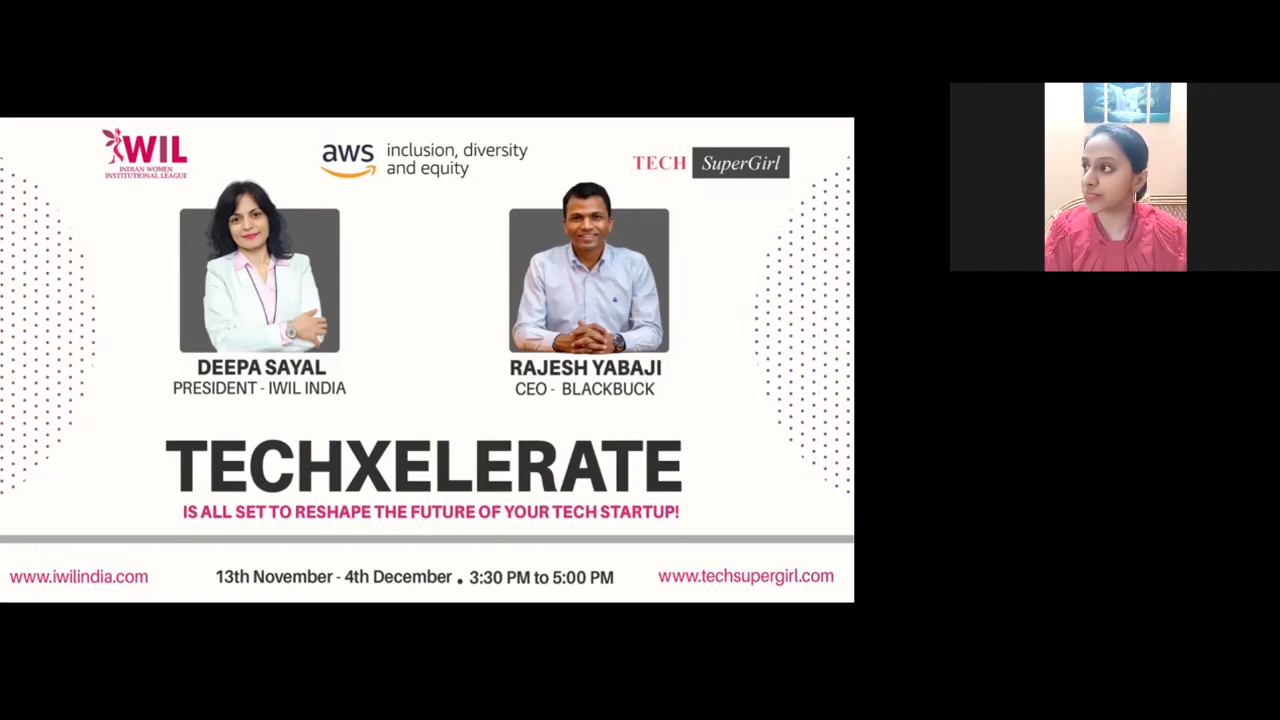 WIL
INDIAN WOMEN
INSTITUTIONAL LEAGUE
aws inclusion, diversity
and equity
TECH SuperGirl
DEEPA SAYAL
PRESIDENT - IWIL INDIA
RAJESH YABAJI
CEO - BLACKBUCK
TECHXELERATE
IS ALL SET TO RESHAPE THE FUTURE OF YOUR TECH STARTUP!
www.iwilindia.com
13th November - 4th December . 3:30 PM to 5:00 PM
www.techsupergirl.com